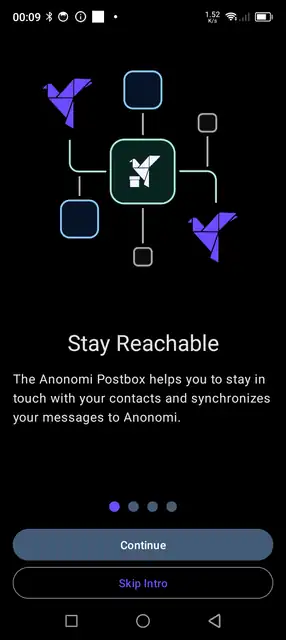 00:09
1.52
K/s
Stay Reachable
The Anonomi Postbox helps you to stay in
touch with your contacts and synchronizes
your messages to Anonomi.
Continue
Skip Intro